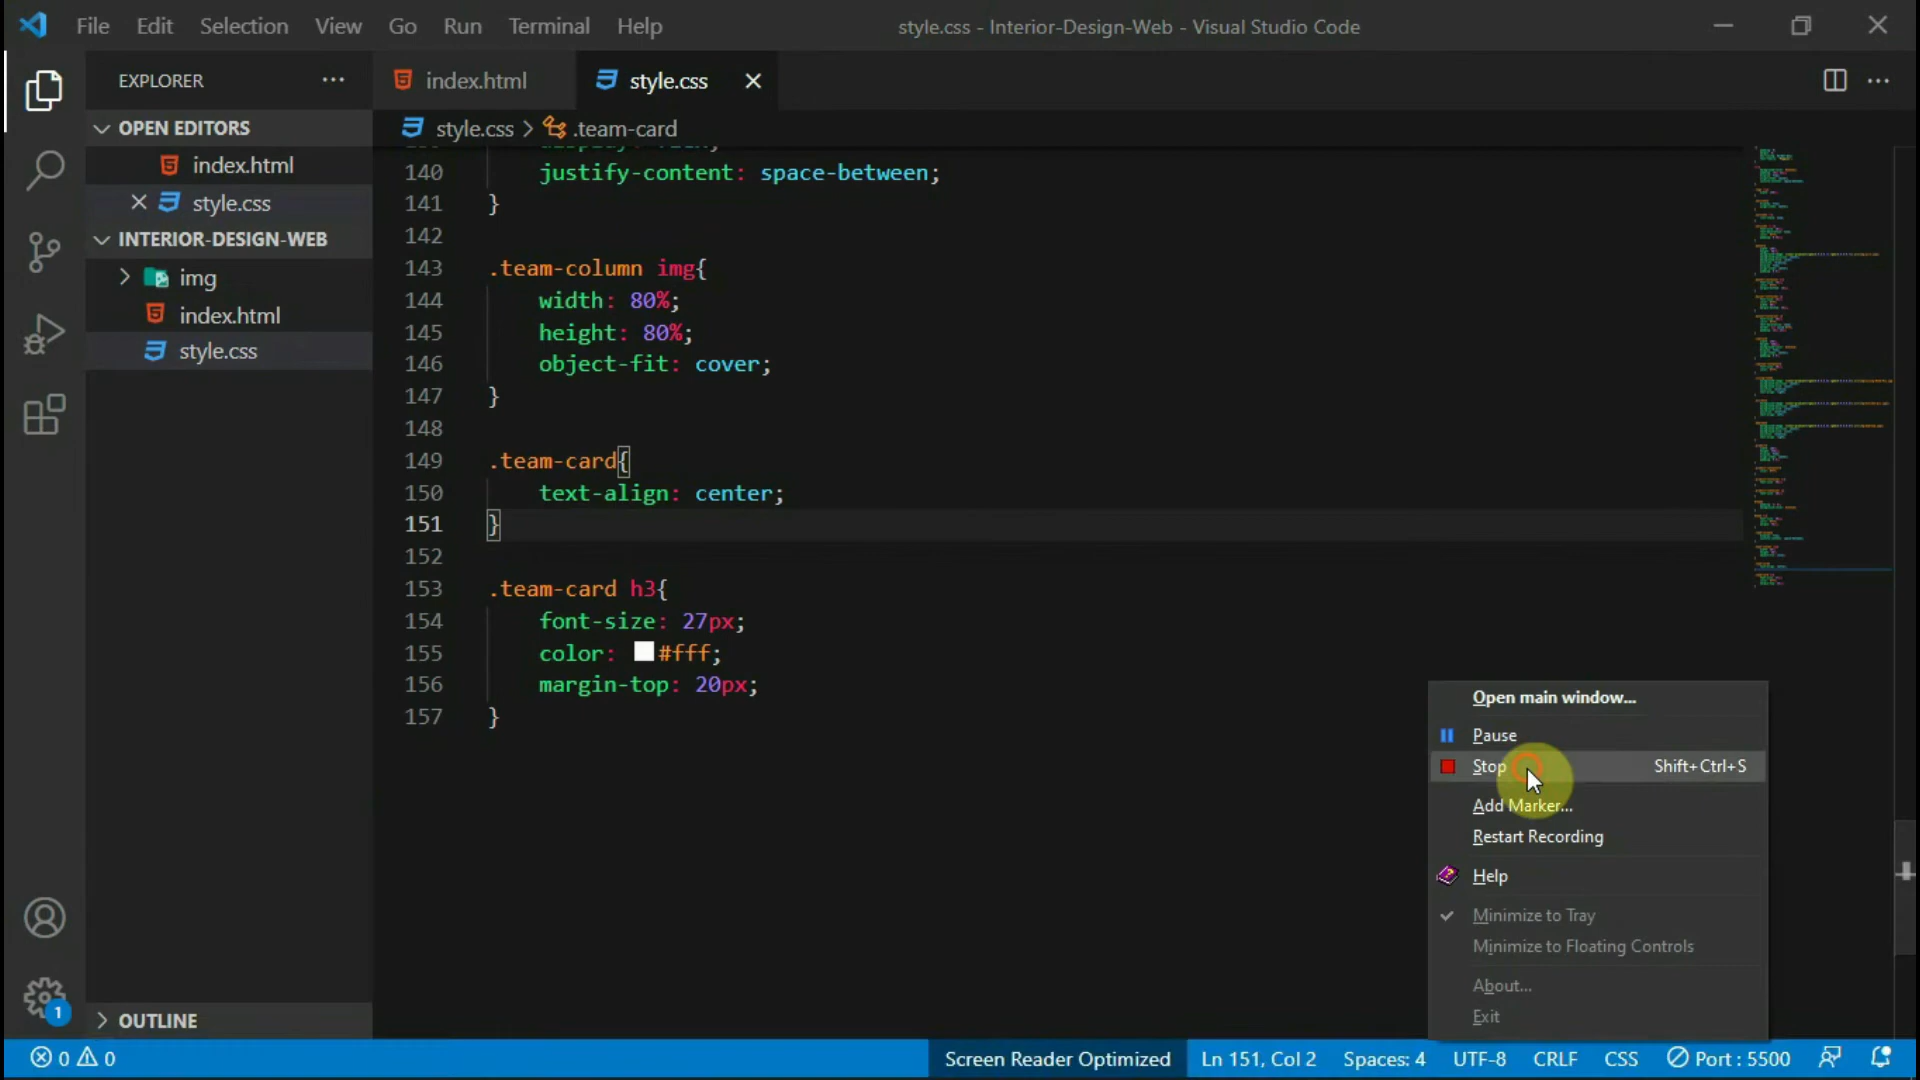 File Edit Selection View Go Run Terminal Help
style.css - Interior-Design-Web - Visual Studio Code
EXPLORER
OPEN EDITORS
index.html
style.css
INTERIOR-DESIGN-WEB
img
index.html
style.css
OUTLINE
index.html
style.css
style.css > .team-card
140 justify-content: space-between;
141 }
142
143 .team-column img{
144 width: 80%;
145 height: 80%;
146 object-fit: cover;
147 }
148
149 .team-card{
150 text-align: center;
151 }
152
153 .team-card h3{
154 font-size: 27px;
155 color: #fff;
156 margin-top: 20px;
157 }
Open main window...
Pause
Stop Shift+Ctrl+S
Add Marker...
Restart Recording
Help
Minimize to Tray
Minimize to Floating Controls
About...
Exit
1
0 0 Screen Reader Optimized Ln 151, Col 2 Spaces: 4 UTF-8 CRLF CSS Port : 5500